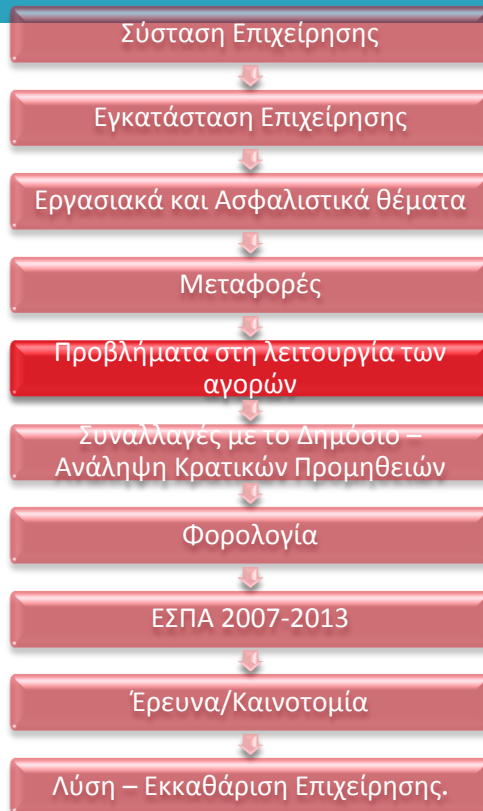 Σύσταση Επιχείρησης
Εγκατάσταση Επιχείρησης
Εργασιακά και Ασφαλιστικά θέματα
Μεταφορές
Προβλήματα στη λειτουργία των
αγορών
Συναλλαγές με το Δημόσιο –
Ανάληψη Κρατικών Προμηθειών
Φορολογία
ΕΣΠΑ 2007-2013
Έρευνα/Καινοτομία
Λύση – Εκκαθάριση Επιχείρησης.